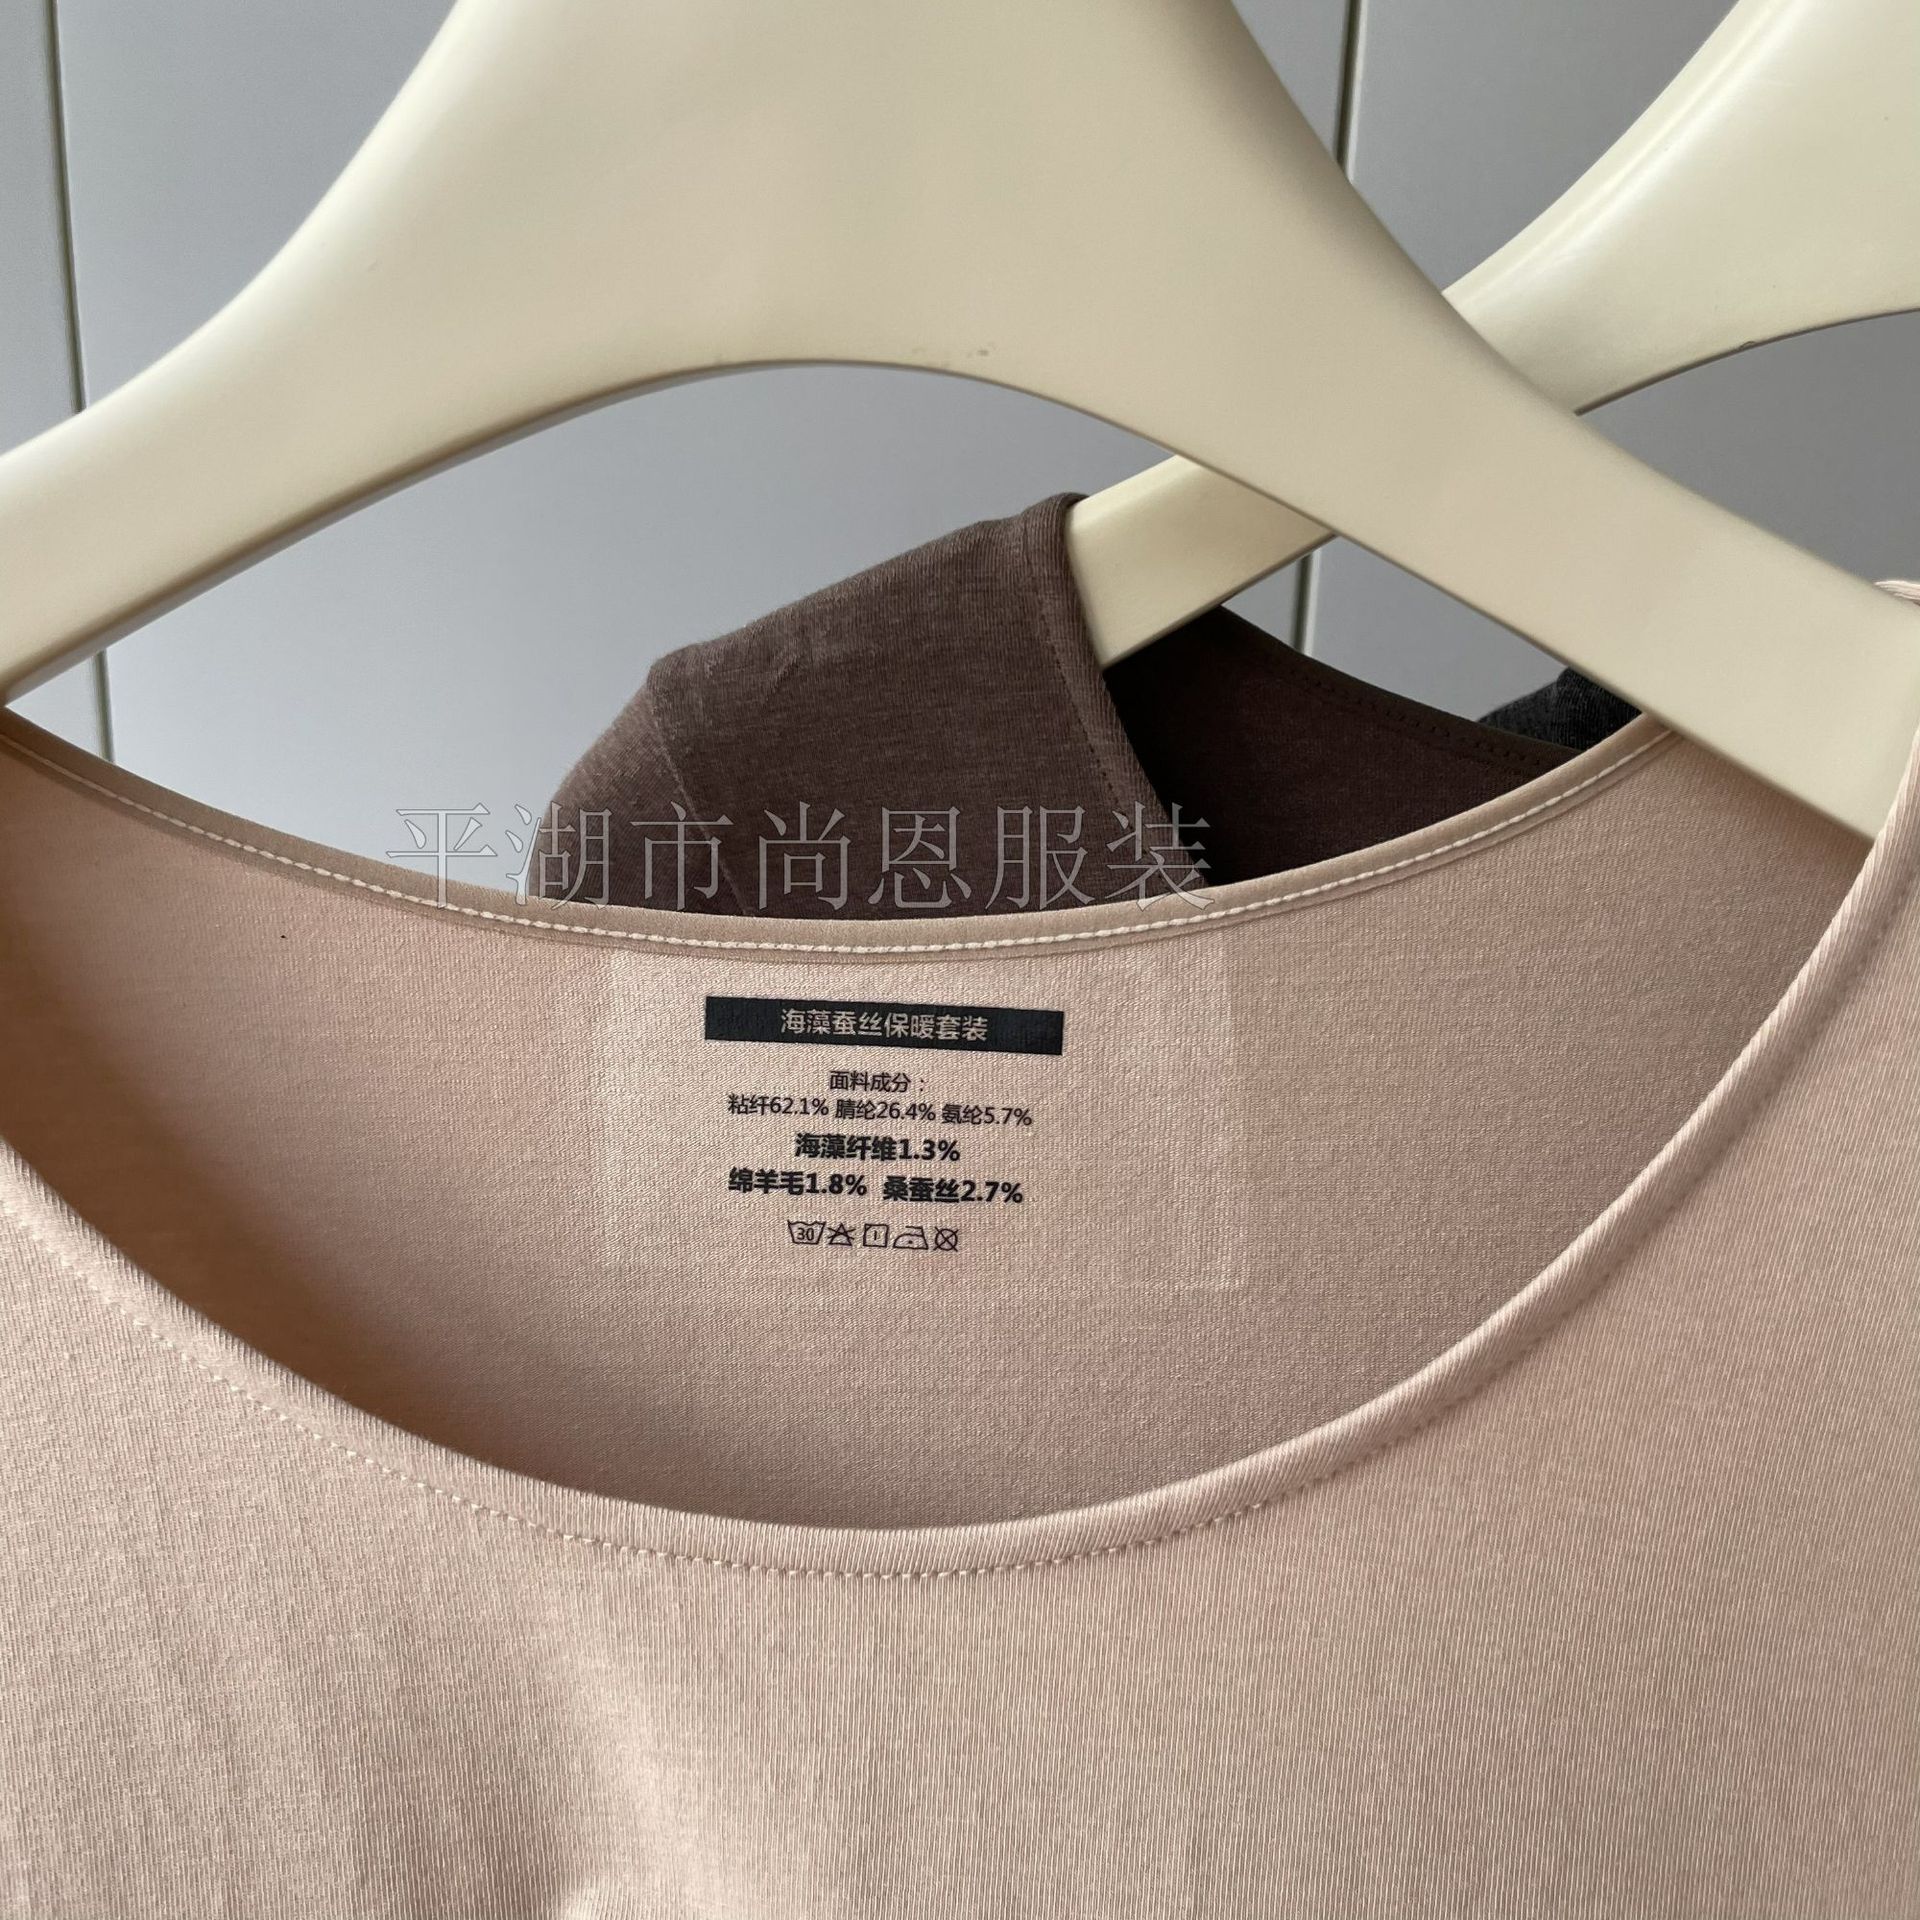 平湖市尚恩服装
海藻蚕丝保暖套装
面料成分：
粘纤62.1% 腈纶26.4% 氨纶5.7%
海藻纤维1.3%
绵羊毛1.8% 桑蚕丝2.7%
30